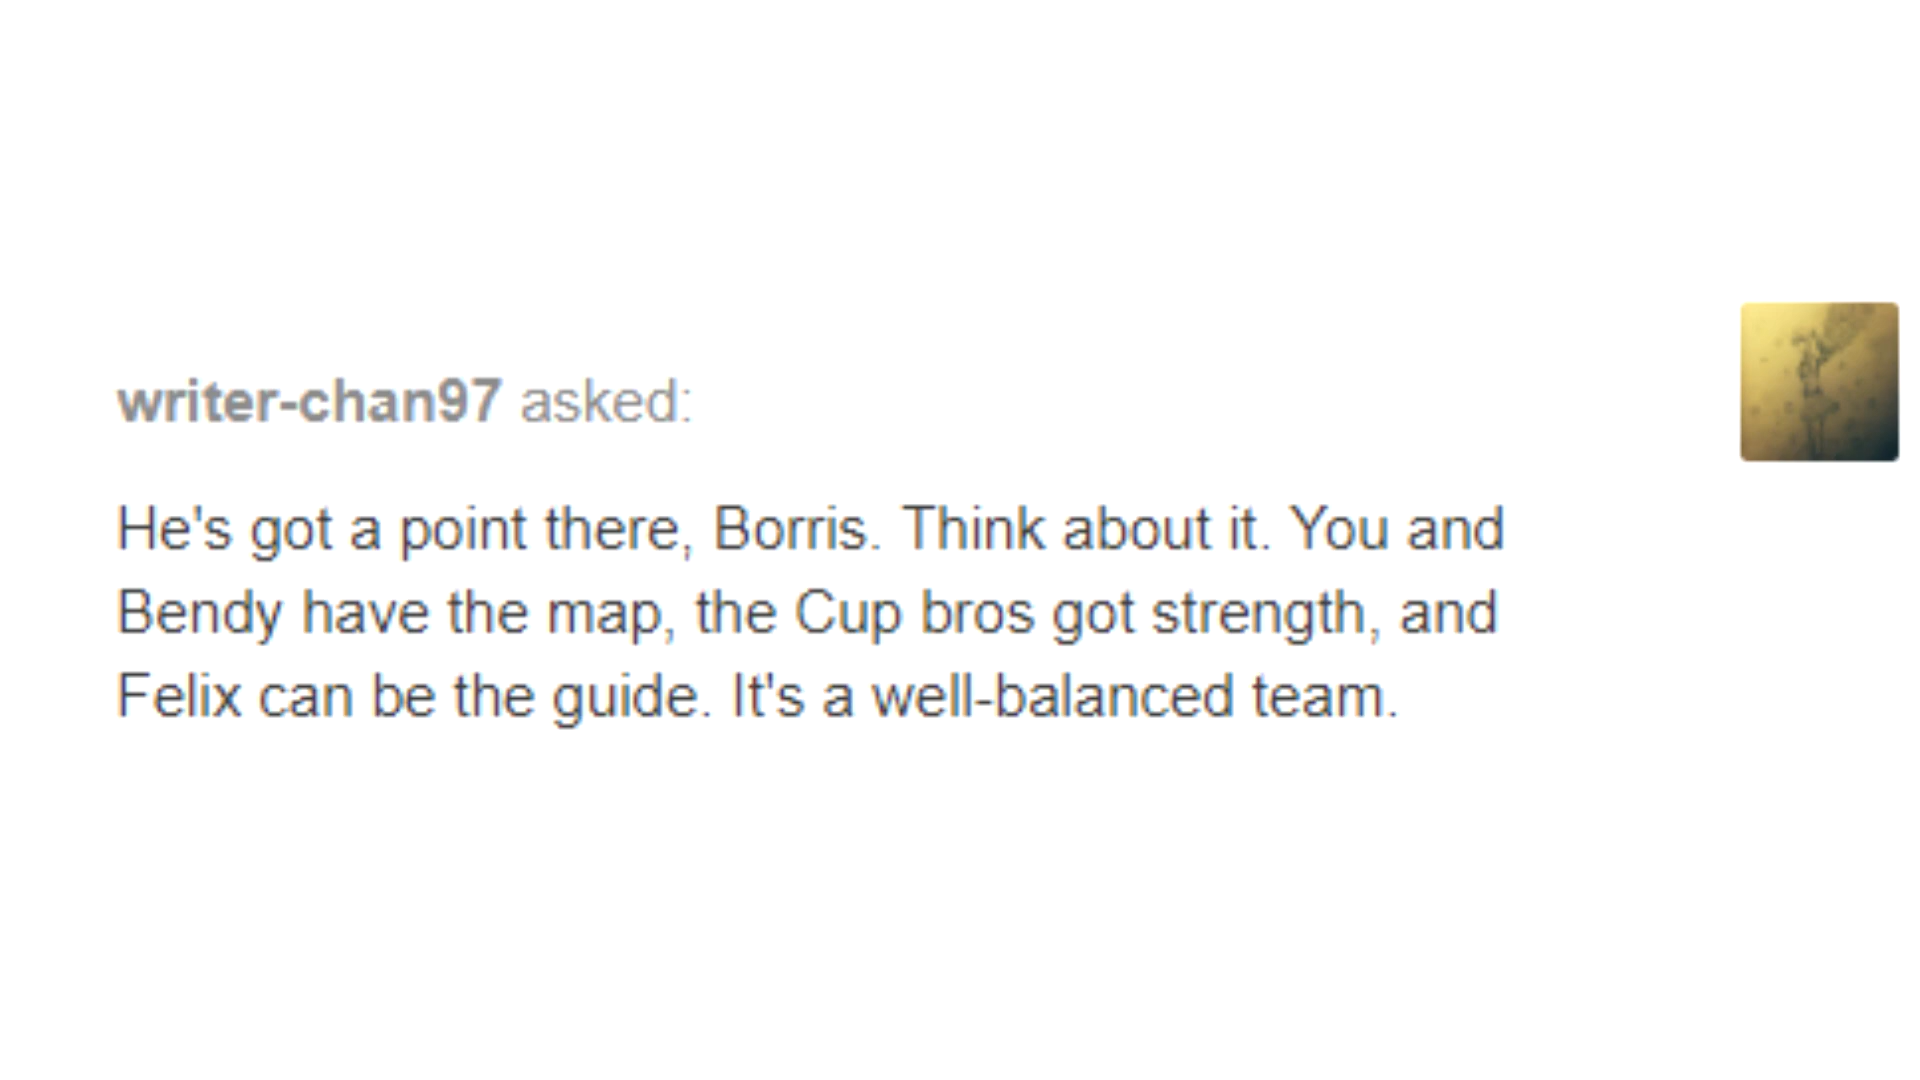 writer-chan97 asked:
He's got a point there, Borris. Think about it. You and
Bendy have the map, the Cup bros got strength, and
Felix can be the guide. It's a well-balanced team.